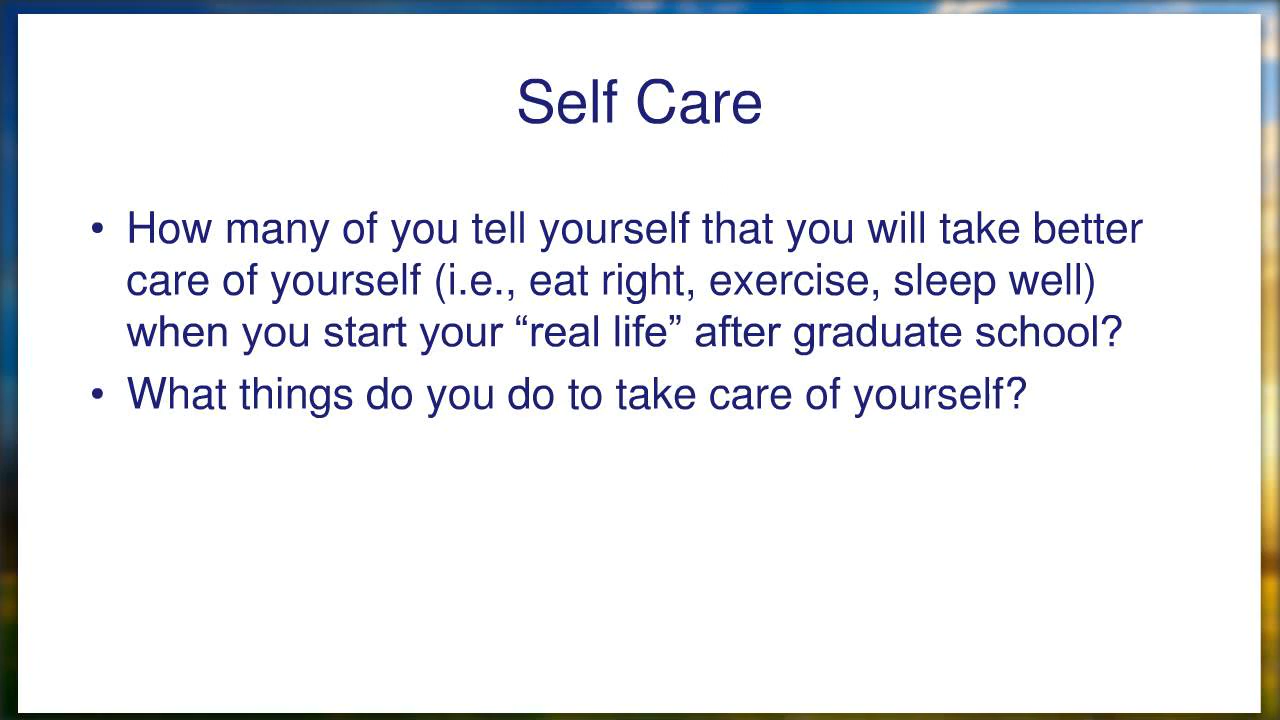 Self Care
• How many of you tell yourself that you will take better
care of yourself (i.e., eat right, exercise, sleep well)
when you start your “real life” after graduate school?
• What things do you do to take care of yourself?